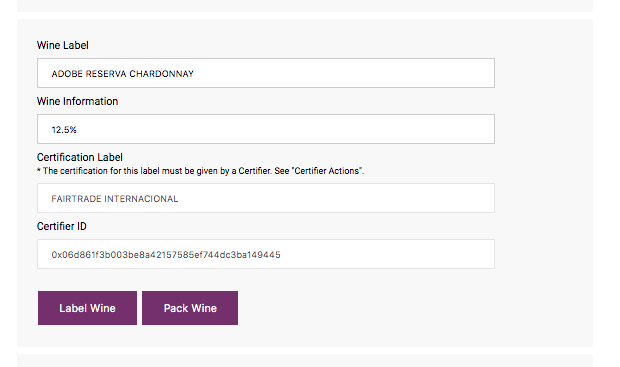 Wine Label
ADOBE RESERVA CHARDONNAY
Wine Information
12.5%
Certification Label
* The certification for this label must be given by a Certifier. See "Certifier Actions".
FAIRTRADE INTERNACIONAL
Certifier ID
0x06d861f3b003be8a42157585ef744dc3ba149445
Label Wine Pack Wine